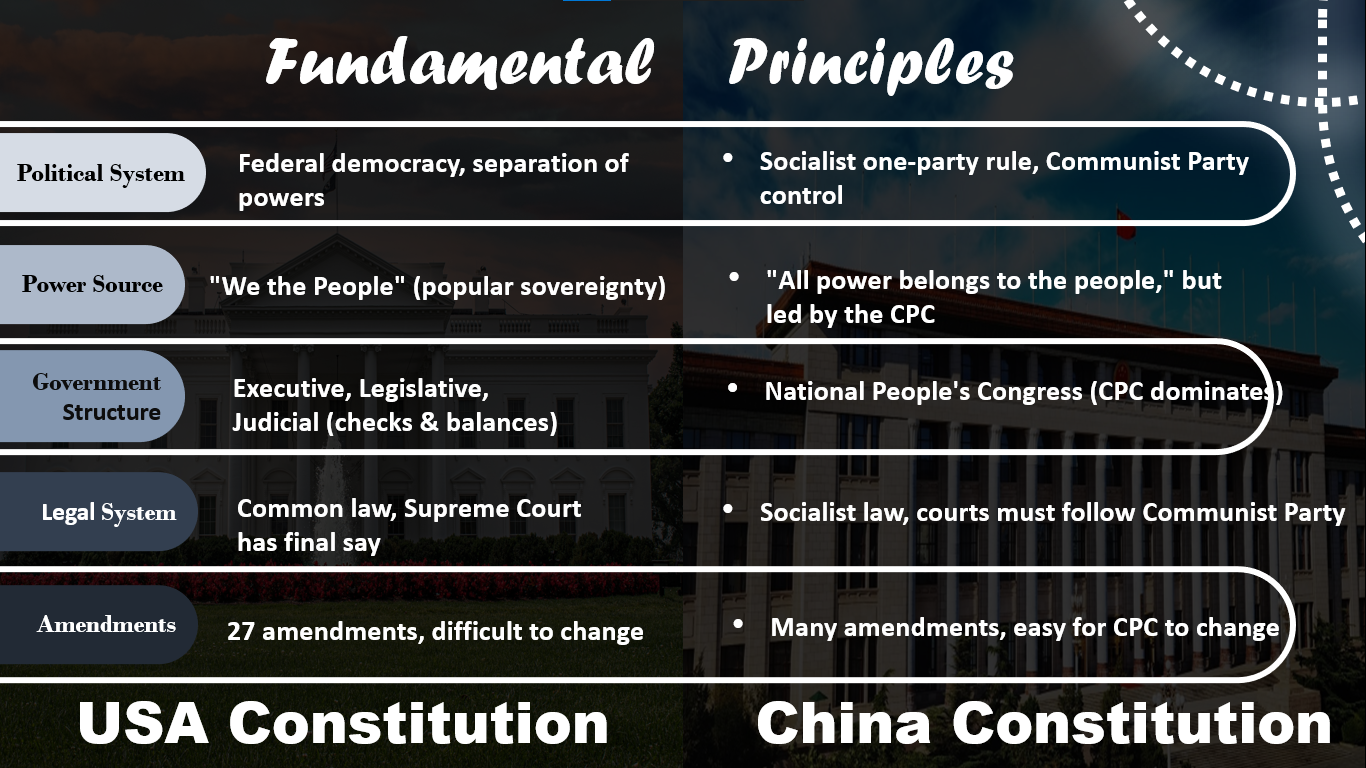 Fundamental Principles
Political System
Federal democracy, separation of
powers
• Socialist one-party rule, Communist Party
control
Power Source
"We the People" (popular sovereignty)
• "All power belongs to the people," but
led by the CPC
Government
Structure
Executive, Legislative,
Judicial (checks & balances)
• National People's Congress (CPC dominates)
Legal System
Common law, Supreme Court
has final say
• Socialist law, courts must follow Communist Party
Amendments
27 amendments, difficult to change
• Many amendments, easy for CPC to change
USA Constitution
China Constitution